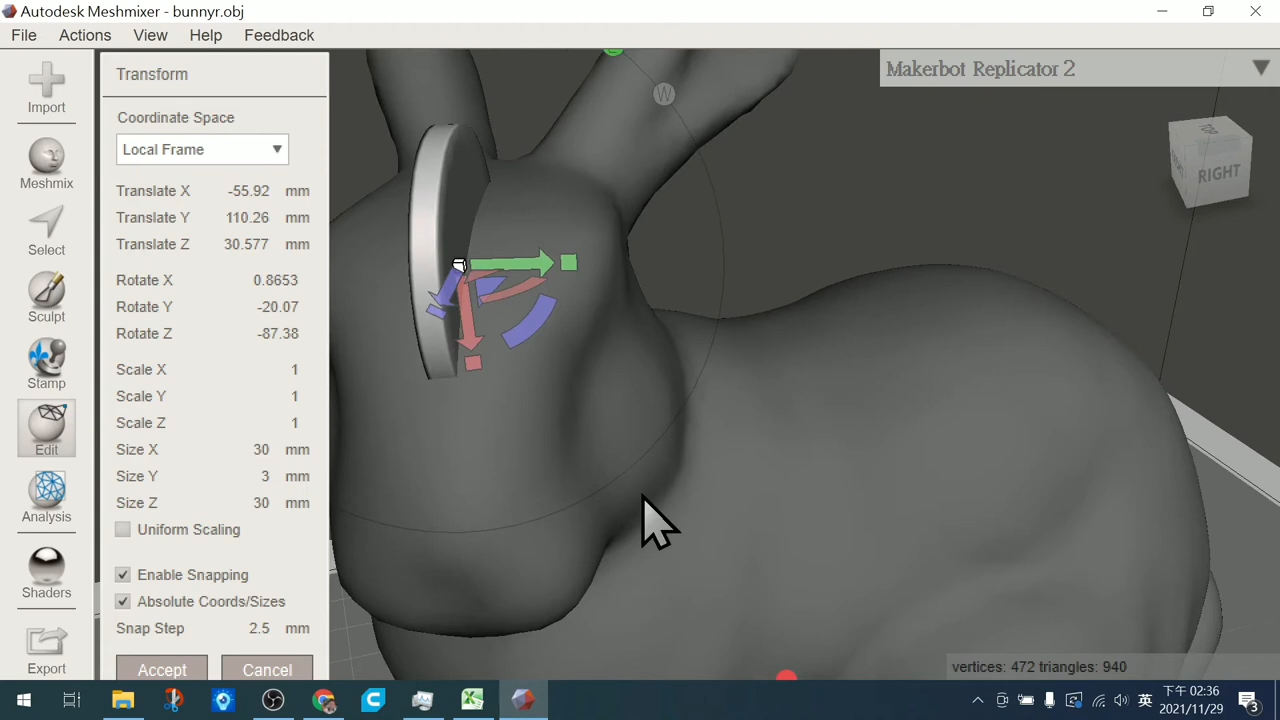 Autodesk Meshmixer - bunnyr.obj
File Actions View Help Feedback
Import
Meshmix
Select
Sculpt
Stamp
Edit
Analysis
Shaders
Export
Transform
Coordinate Space
Local Frame
Translate X -55.92 mm
Translate Y 110.26 mm
Translate Z 30.577 mm
Rotate X 0.8653
Rotate Y -20.07
Rotate Z -87.38
Scale X 1
Scale Y 1
Scale Z 1
Size X 30 mm
Size Y 3 mm
Size Z 30 mm
Uniform Scaling
Enable Snapping
Absolute Coords/Sizes
Snap Step 2.5 mm
Accept Cancel
W
Makerbot Replicator 2
TOP
RIGHT
vertices: 472 triangles: 940
英
下午 02:36
2021/11/29
3